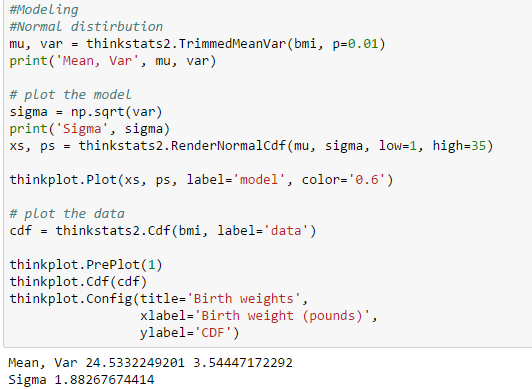 #Modeling
#Normal distirbution
mu, var = thinkstats2.TrimmedMeanVar(bmi, p=0.01)
print('Mean, Var', mu, var)
# plot the model
sigma = np.sqrt(var)
print('Sigma', sigma)
xs, ps = thinkstats2.RenderNormalCdf(mu, sigma, low=1, high=35)
thinkplot.Plot(xs, ps, label='model', color='0.6')
# plot the data
cdf = thinkstats2.Cdf(bmi, label='data')
thinkplot.PrePlot(1)
thinkplot.Cdf(cdf)
thinkplot.Config(title='Birth weights',
xlabel='Birth weight (pounds)',
ylabel='CDF')
Mean, Var 24.5332249201 3.54447172292
Sigma 1.88267674414